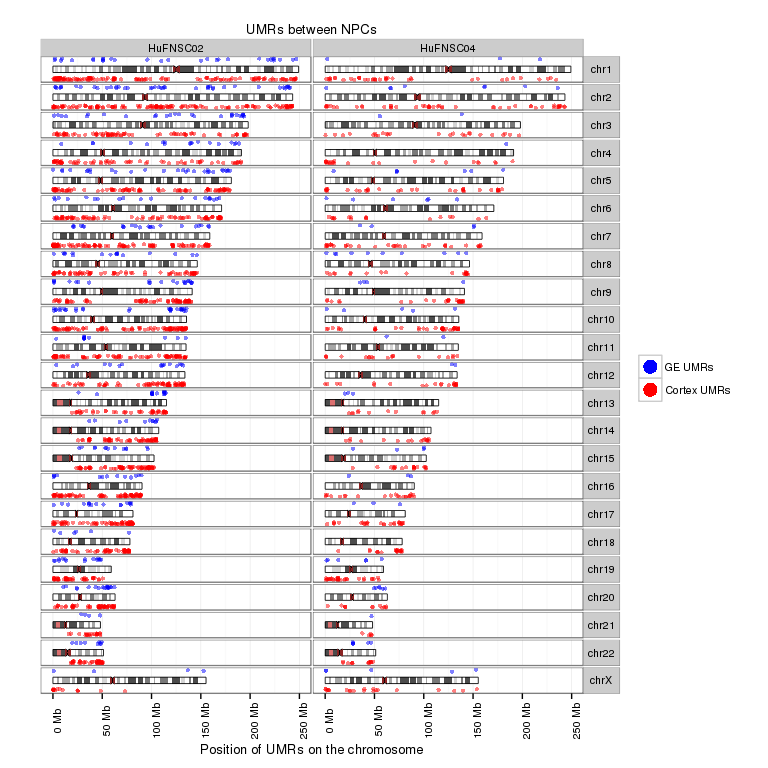 UMRs between NPCs
HuFNSC02 HuFNSC04
chr1
chr2
chr3
chr4
chr5
chr6
chr7
chr8
chr9
chr10
chr11
chr12
chr13
chr14
chr15
chr16
chr17
chr18
chr19
chr20
chr21
chr22
chrX
GE UMRs
Cortex UMRs
0 Mb 50 Mb 100 Mb 150 Mb 200 Mb 250 Mb 0 Mb 50 Mb 100 Mb 150 Mb 200 Mb 250 Mb
Position of UMRs on the chromosome